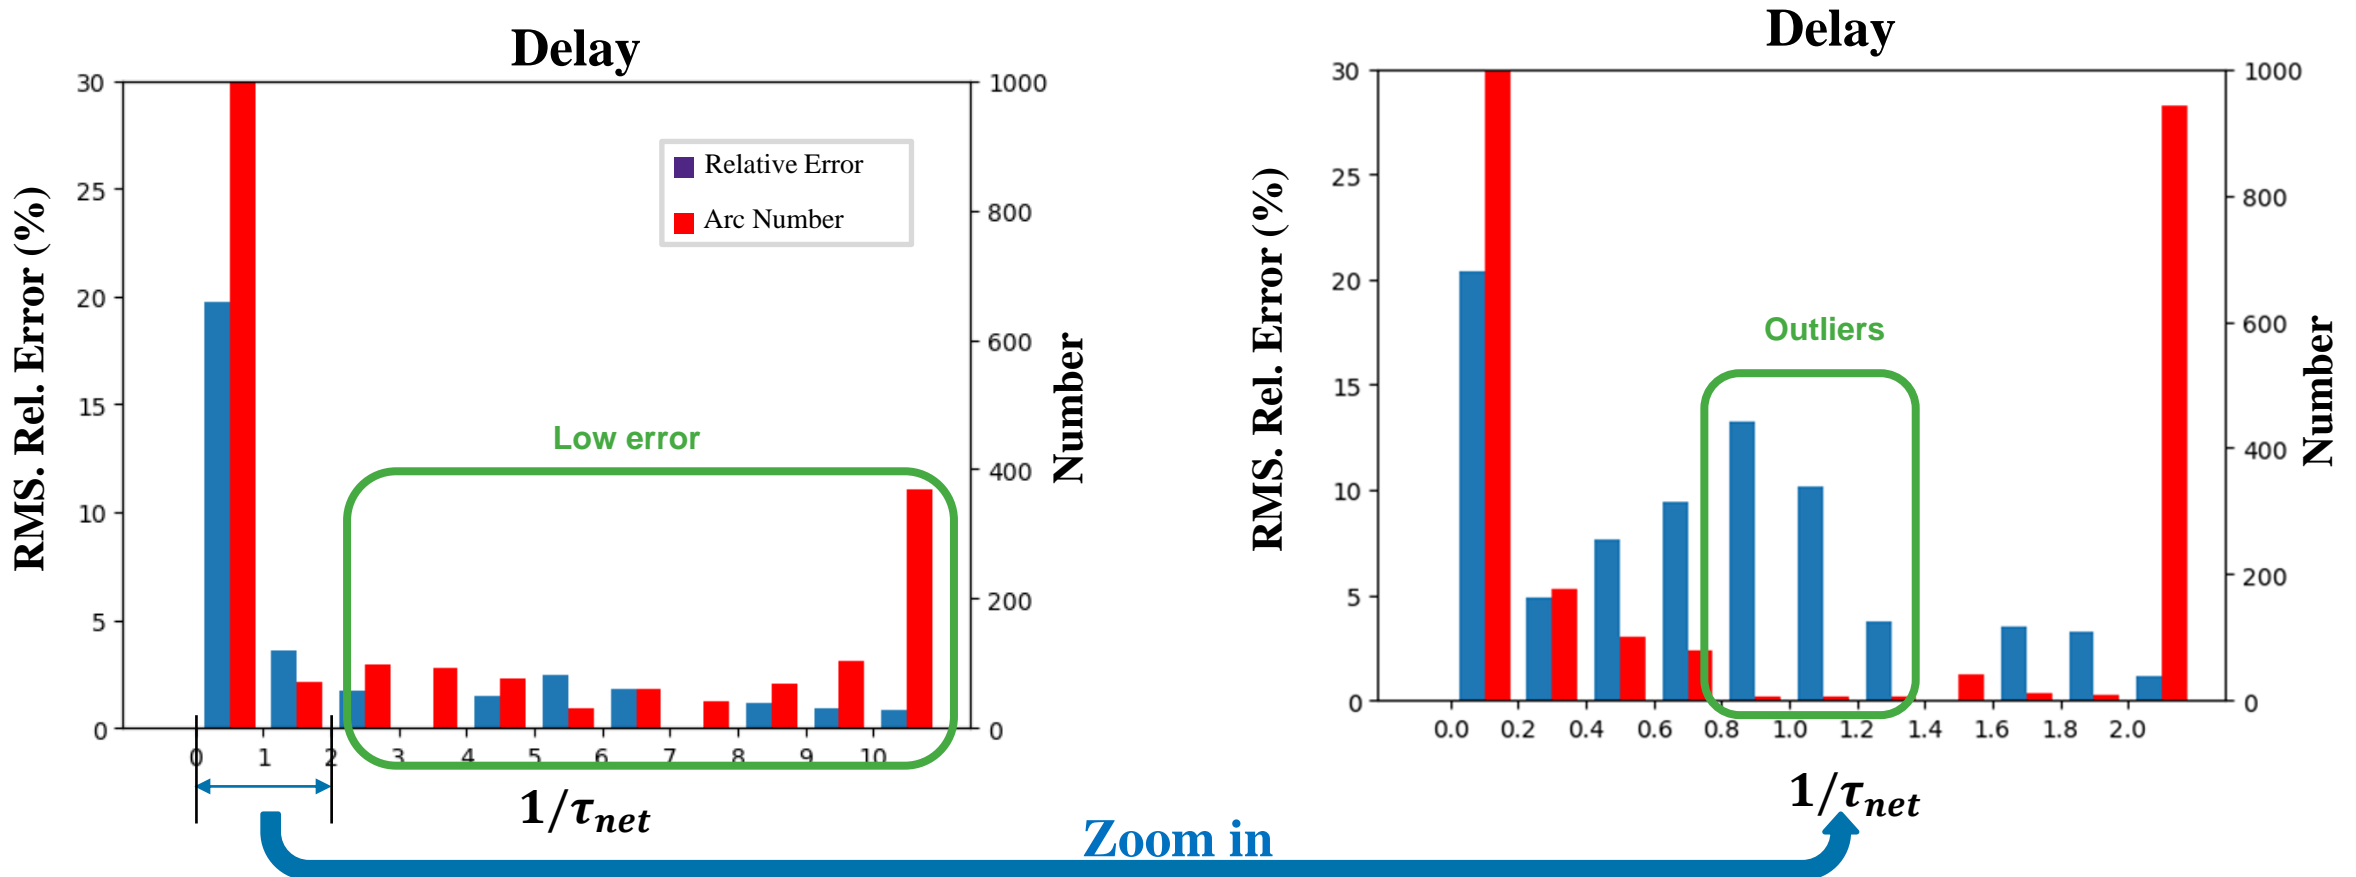 Delay
30
25
20
15
10
5
0
RMS. Rel. Error (%)
1000
800
600
400
200
0
Number
Relative Error
Arc Number
Low error
0 1 2 3 4 5 6 7 8 9 10
1/τnet
Zoom in
Delay
30
25
20
15
10
5
0
RMS. Rel. Error (%)
1000
800
600
400
200
0
Number
Outliers
0.0 0.2 0.4 0.6 0.8 1.0 1.2 1.4 1.6 1.8 2.0
1/τnet